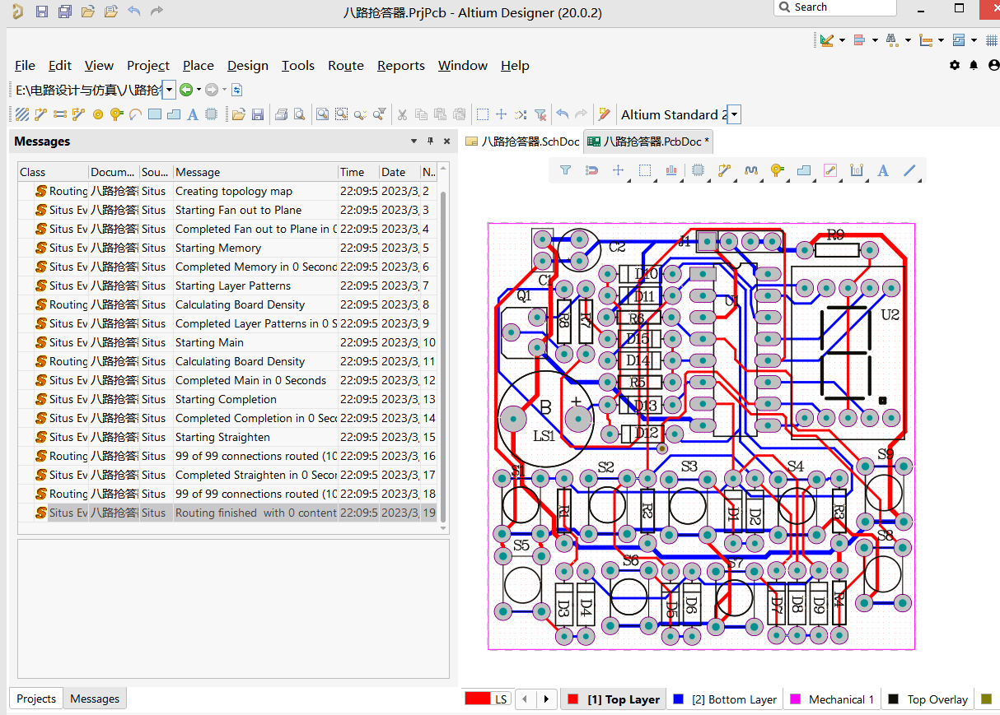 八路抢答器.PrjPcb - Altium Designer (20.0.2)
Search
File Edit View Project Place Design Tools Route Reports Window Help
E:\电路设计与仿真\八路抢答
Altium Standard 2
Messages
八路抢答器.SchDoc
八路抢答器.PcbDoc *
Class Docum... Sou... Message Time Date N..
Routing 八路抢答 Situs Creating topology map 22:09:5 2023/3, 2
Situs Ev 八路抢答 Situs Starting Fan out to Plane 22:09:5 2023/3, 3
Situs Ev 八路抢答 Situs Completed Fan out to Plane in 0 22:09:5 2023/3, 4
Situs Ev 八路抢答 Situs Starting Memory 22:09:5 2023/3, 5
Situs Ev 八路抢答 Situs Completed Memory in 0 Second 22:09:5 2023/3, 6
Situs Ev 八路抢答 Situs Starting Layer Patterns 22:09:5 2023/3, 7
Routing 八路抢答 Situs Calculating Board Density 22:09:5 2023/3, 8
Situs Ev 八路抢答 Situs Completed Layer Patterns in 0 S 22:09:5 2023/3, 9
Situs Ev 八路抢答 Situs Starting Main 22:09:5 2023/3, 10
Routing 八路抢答 Situs Calculating Board Density 22:09:5 2023/3, 11
Situs Ev 八路抢答 Situs Completed Main in 0 Seconds 22:09:5 2023/3, 12
Situs Ev 八路抢答 Situs Starting Completion 22:09:5 2023/3, 13
Situs Ev 八路抢答 Situs Completed Completion in 0 Seco 22:09:5 2023/3, 14
Situs Ev 八路抢答 Situs Starting Straighten 22:09:5 2023/3, 15
Routing 八路抢答 Situs 99 of 99 connections routed (10 22:09:5 2023/3, 16
Situs Ev 八路抢答 Situs Completed Straighten in 0 Secon 22:09:5 2023/3, 17
Routing 八路抢答 Situs 99 of 99 connections routed (10 22:09:5 2023/3, 18
Situs Ev 八路抢答 Situs Routing finished with 0 content 22:09:5 2023/3, 19
C2 J1 R9
C1 D10
Q1 D11 U1 U2
R8 R7 R6
D15
D14
R5
B + D13
LS1 D12
S1 S2 S3 S4 S9
R1 R2 D1 D2 R3
S5 S6 S7 S8
D3 D4 D5 D6 D7 D8 D9 R4
Projects Messages
LS [1] Top Layer [2] Bottom Layer Mechanical 1 Top Overlay